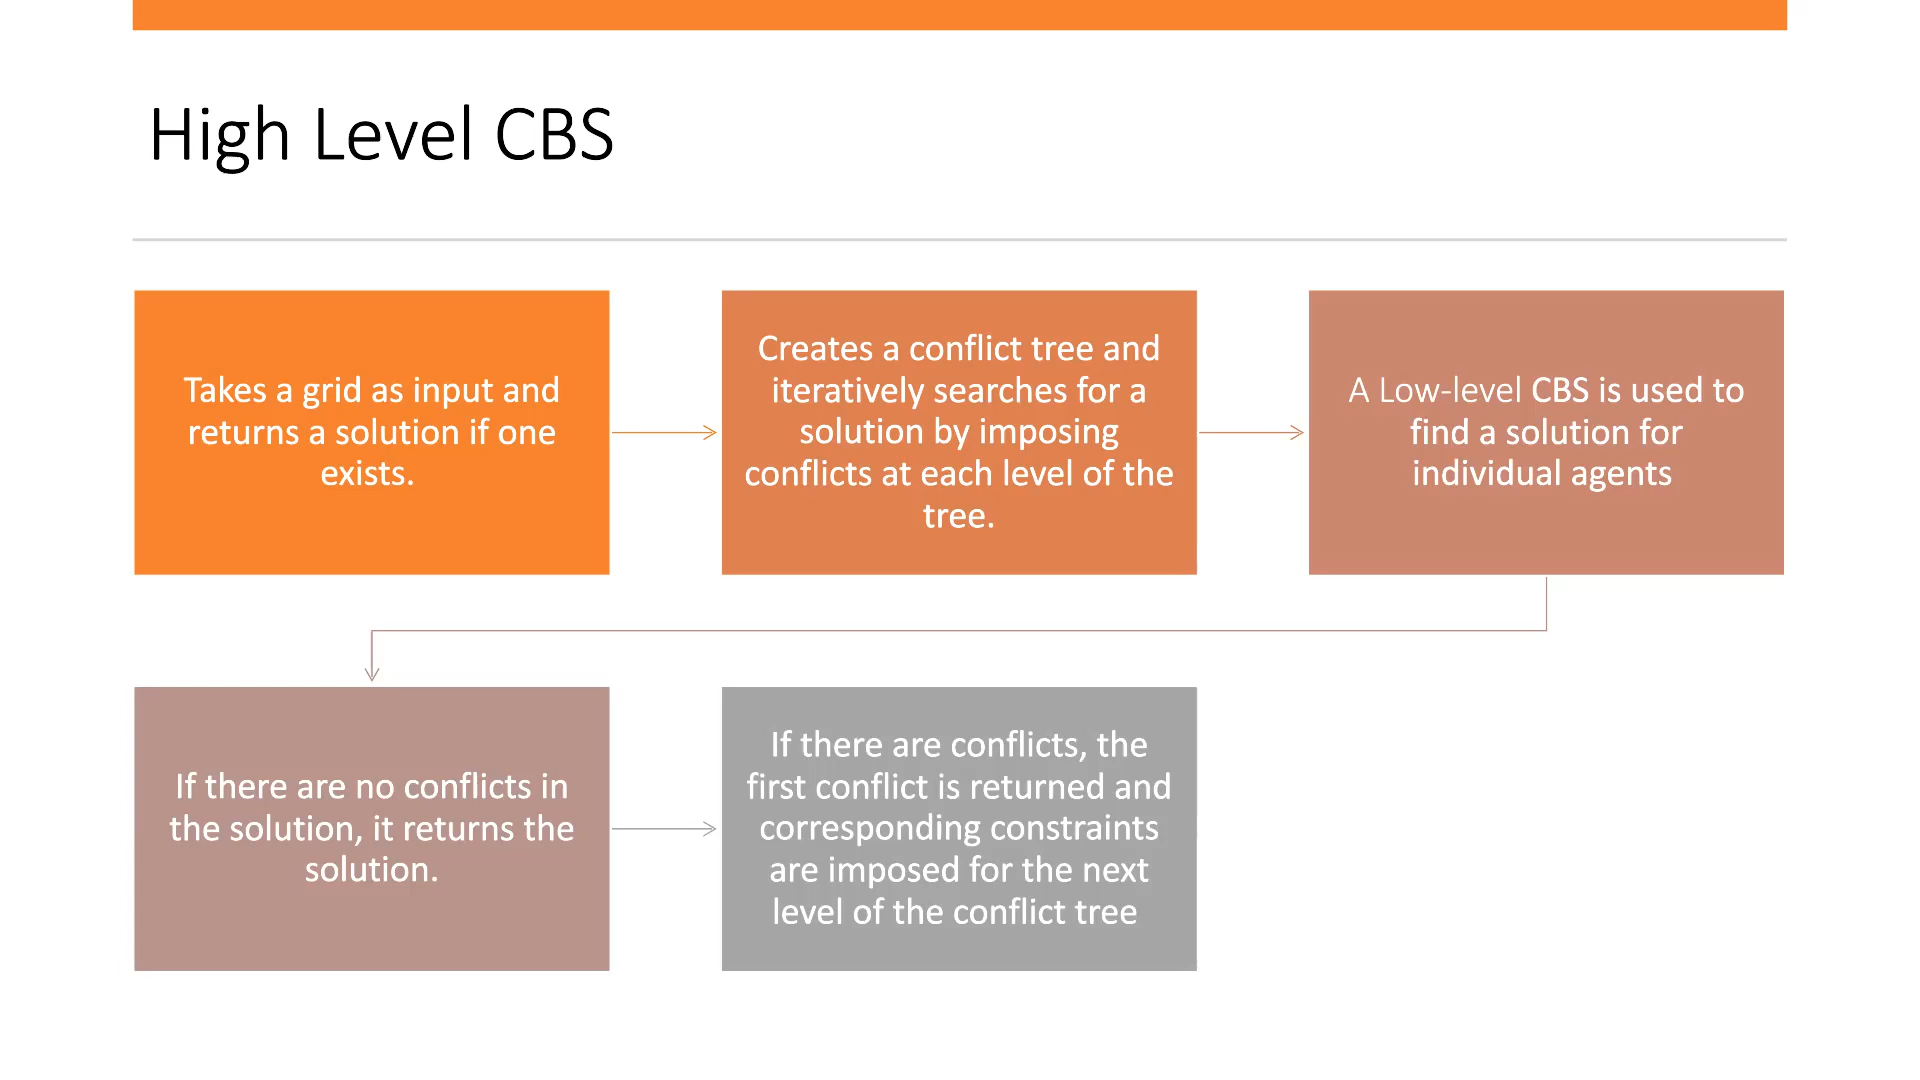 High Level CBS
Takes a grid as input and
returns a solution if one
exists.
Creates a conflict tree and
iteratively searches for a
solution by imposing
conflicts at each level of the
tree.
A Low-level CBS is used to
find a solution for
individual agents
If there are no conflicts in
the solution, it returns the
solution.
If there are conflicts, the
first conflict is returned and
corresponding constraints
are imposed for the next
level of the conflict tree